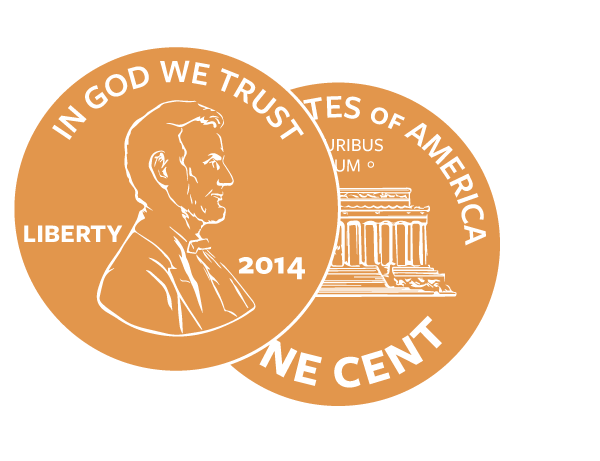 IN GOD WE TRUST
LIBERTY
2014
TES OF AMERICA
URIBUS
UM
NE CENT